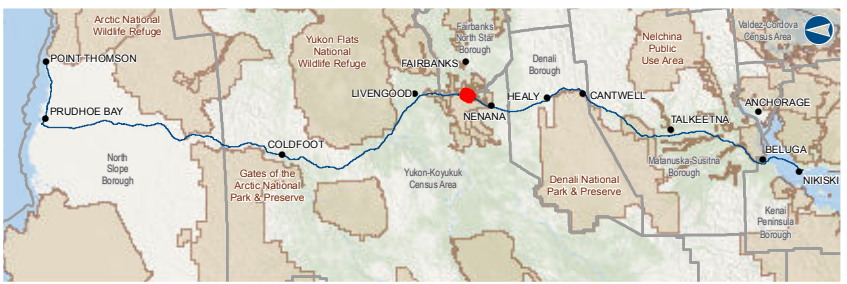 Arctic National
Wildlife Refuge
POINT THOMSON
PRUDHOE BAY
North
Slope
Borough
COLDFOOT
Gates of the
Arctic National
Park & Preserve
Yukon Flats
National
Wildlife Refuge
LIVENGOOD
FAIRBANKS
Fairbanks
North Star
Borough
NENANA
Yukon-Koyukuk
Census Area
Denali
Borough
HEALY
CANTWELL
Denali National
Park & Preserve
Nelchina
Public
Use Area
TALKEETNA
Matanuska-Susitna
Borough
Valdez-Cordova
Census Area
ANCHORAGE
BELUGA
NIKISKI
Kenai
Peninsula
Borough